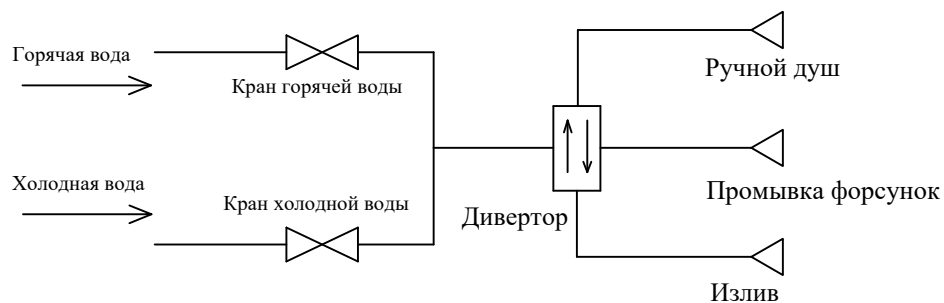 Горячая вода
Кран горячей воды
Ручной душ
Холодная вода
Кран холодной воды
Дивертор
Промывка форсунок
Излив